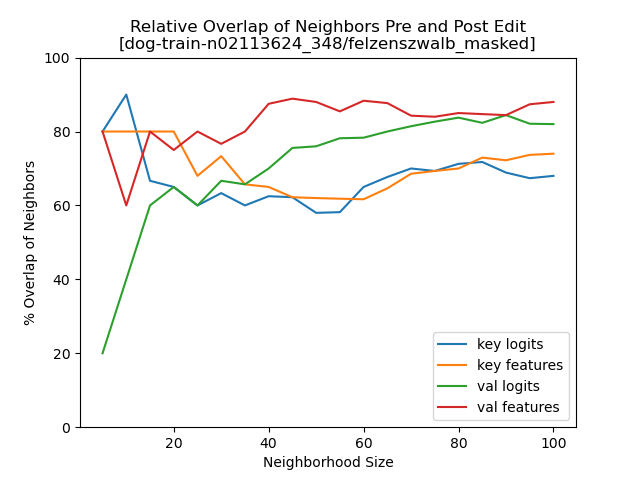 Relative Overlap of Neighbors Pre and Post Edit
[dog-train-n02113624_348/felzenszwalb_masked]
100
80
60
40
20
0
% Overlap of Neighbors
20 40 60 80 100
Neighborhood Size
key logits
key features
val logits
val features